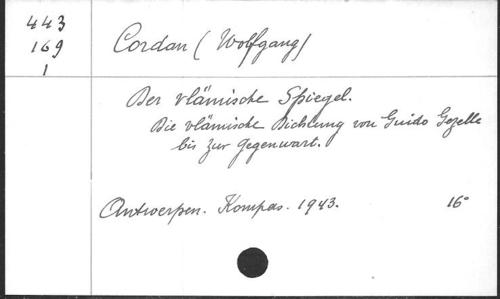 443
169
1
Cordan (Wolfgang)
Der vlämische Spiegel.
Die vlämische Dichtung von Guido Gezelle
bis zur Gegenwart.
Antwerpen. Kompas. 1943. 16°